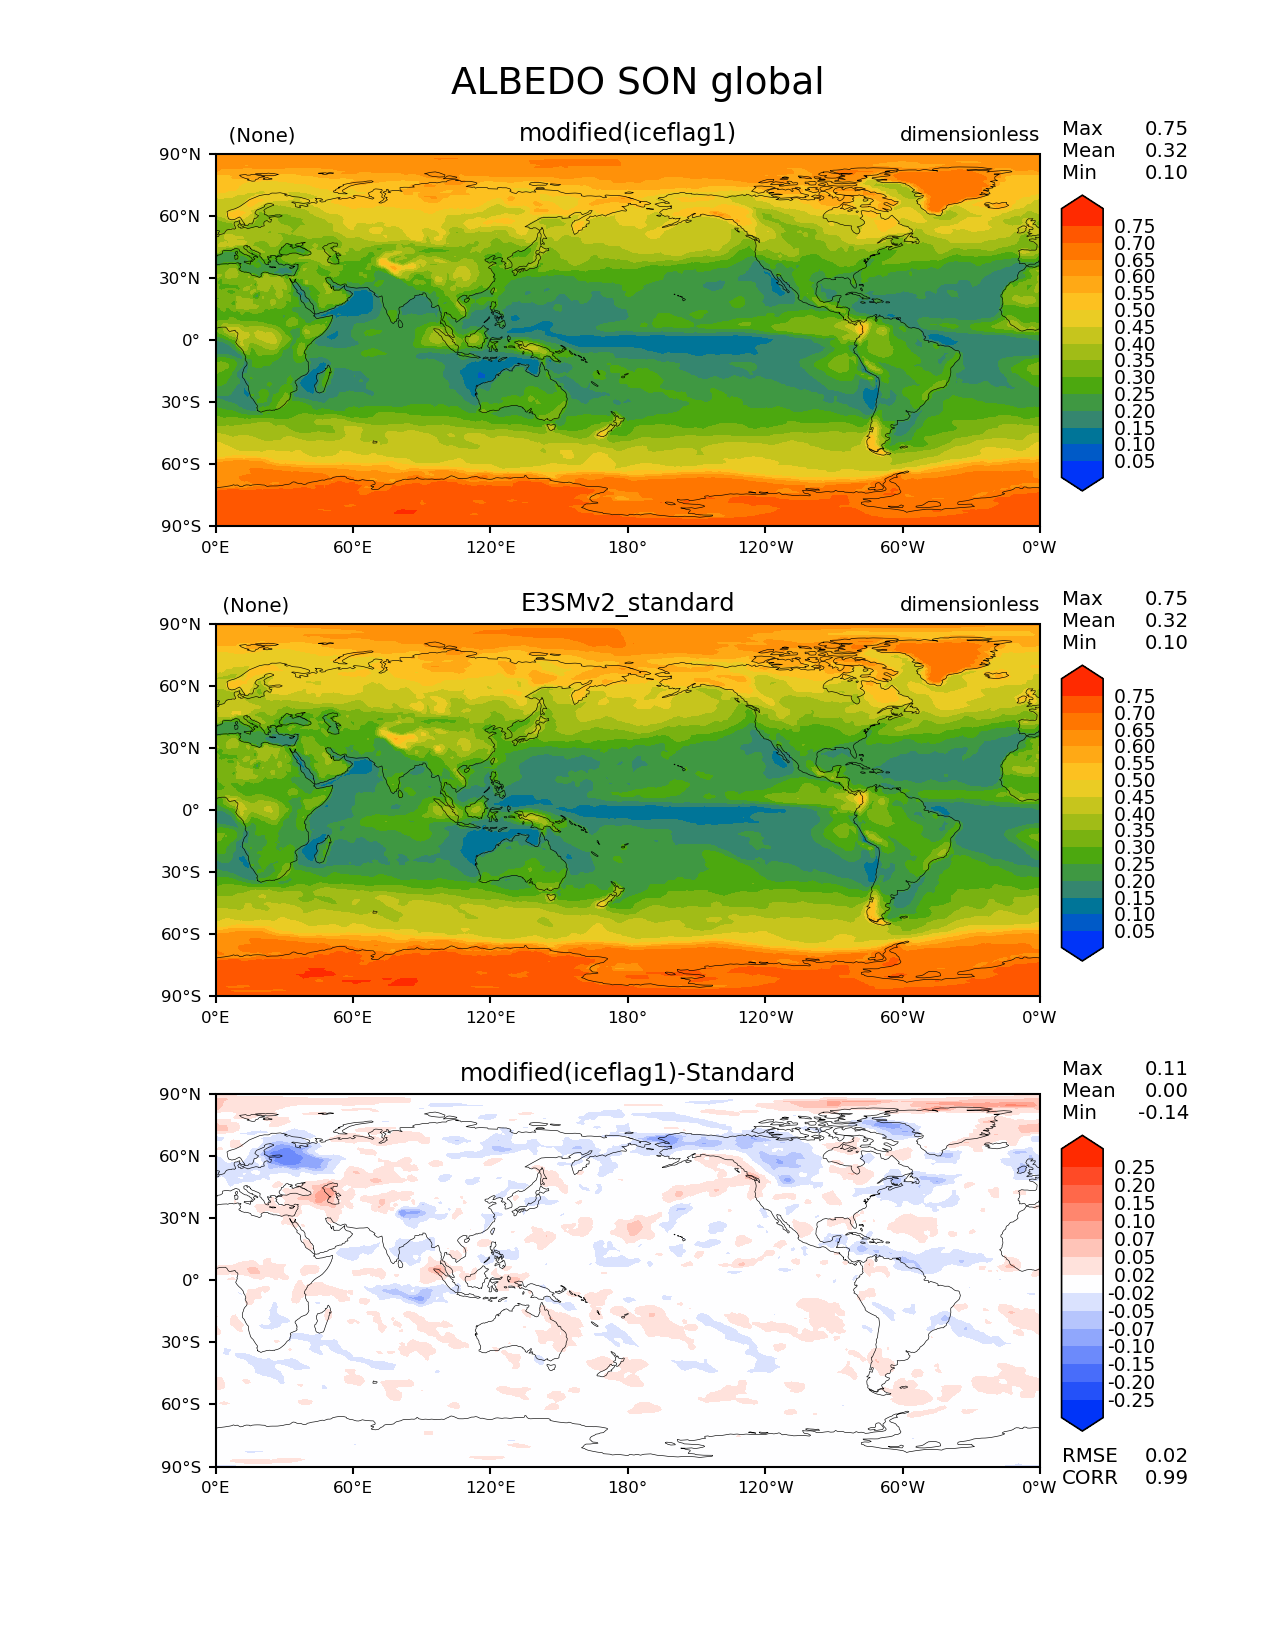 ALBEDO SON global
(None) modified(iceflag1) dimensionless
Max 0.75
Mean 0.32
Min 0.10
90°N
60°N
30°N
0°
30°S
60°S
90°S
0°E 60°E 120°E 180° 120°W 60°W 0°W
0.75
0.70
0.65
0.60
0.55
0.50
0.45
0.40
0.35
0.30
0.25
0.20
0.15
0.10
0.05
(None) E3SMv2_standard dimensionless
Max 0.75
Mean 0.32
Min 0.10
90°N
60°N
30°N
0°
30°S
60°S
90°S
0°E 60°E 120°E 180° 120°W 60°W 0°W
0.75
0.70
0.65
0.60
0.55
0.50
0.45
0.40
0.35
0.30
0.25
0.20
0.15
0.10
0.05
modified(iceflag1)-Standard
Max 0.11
Mean 0.00
Min -0.14
90°N
60°N
30°N
0°
30°S
60°S
90°S
0°E 60°E 120°E 180° 120°W 60°W 0°W
0.25
0.20
0.15
0.10
0.07
0.05
0.02
-0.02
-0.05
-0.07
-0.10
-0.15
-0.20
-0.25
RMSE 0.02
CORR 0.99